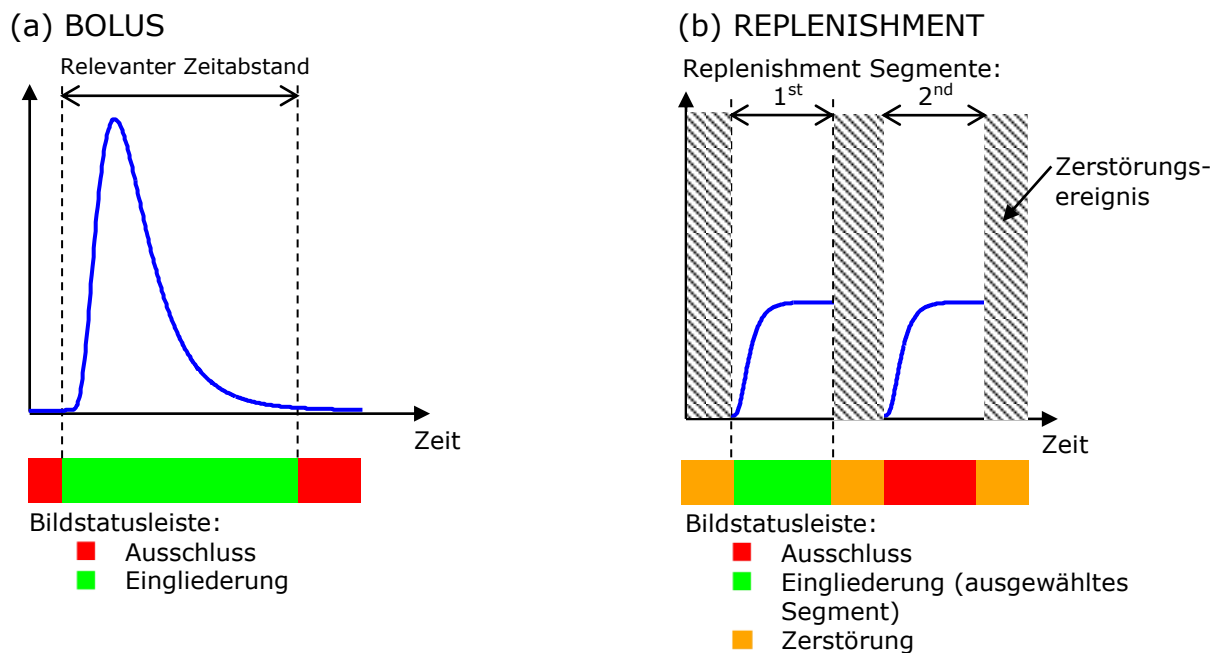 (a) BOLUS
Relevanter Zeitabstand
Zeit
Bildstatusleiste:
Ausschluss
Eingliederung
(b) REPLENISHMENT
Replenishment Segmente:
1st
2nd
Zerstörungs-
ereignis
Zeit
Bildstatusleiste:
Ausschluss
Eingliederung (ausgewähltes
Segment)
Zerstörung